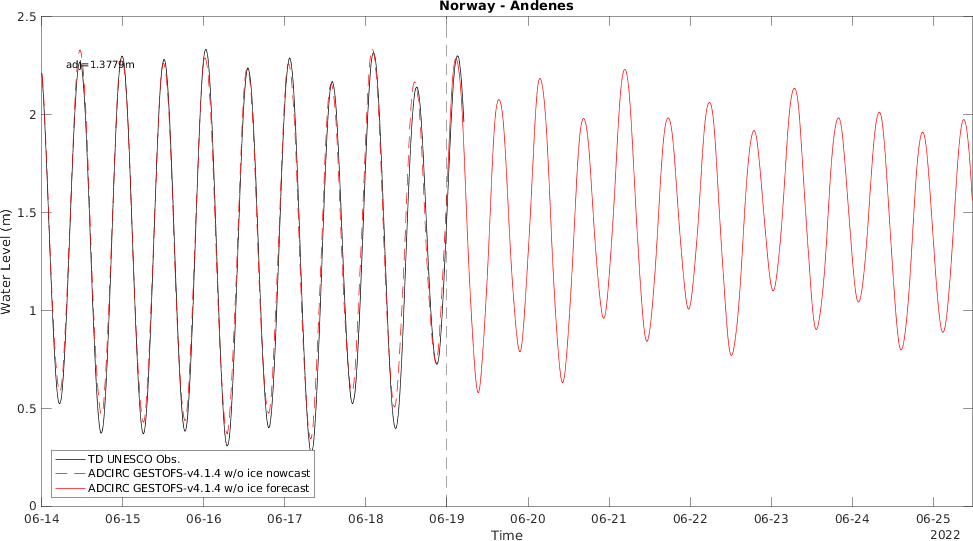 Norway - Andenes
2.5
adj=1.3779m
2
1.5
Water Level (m)
1
0.5
TD UNESCO Obs.
ADCIRC GESTOFS-v4.1.4 w/o ice nowcast
ADCIRC GESTOFS-v4.1.4 w/o ice forecast
0
06-14 06-15 06-16 06-17 06-18 06-19 06-20 06-21 06-22 06-23 06-24 06-25
Time
2022